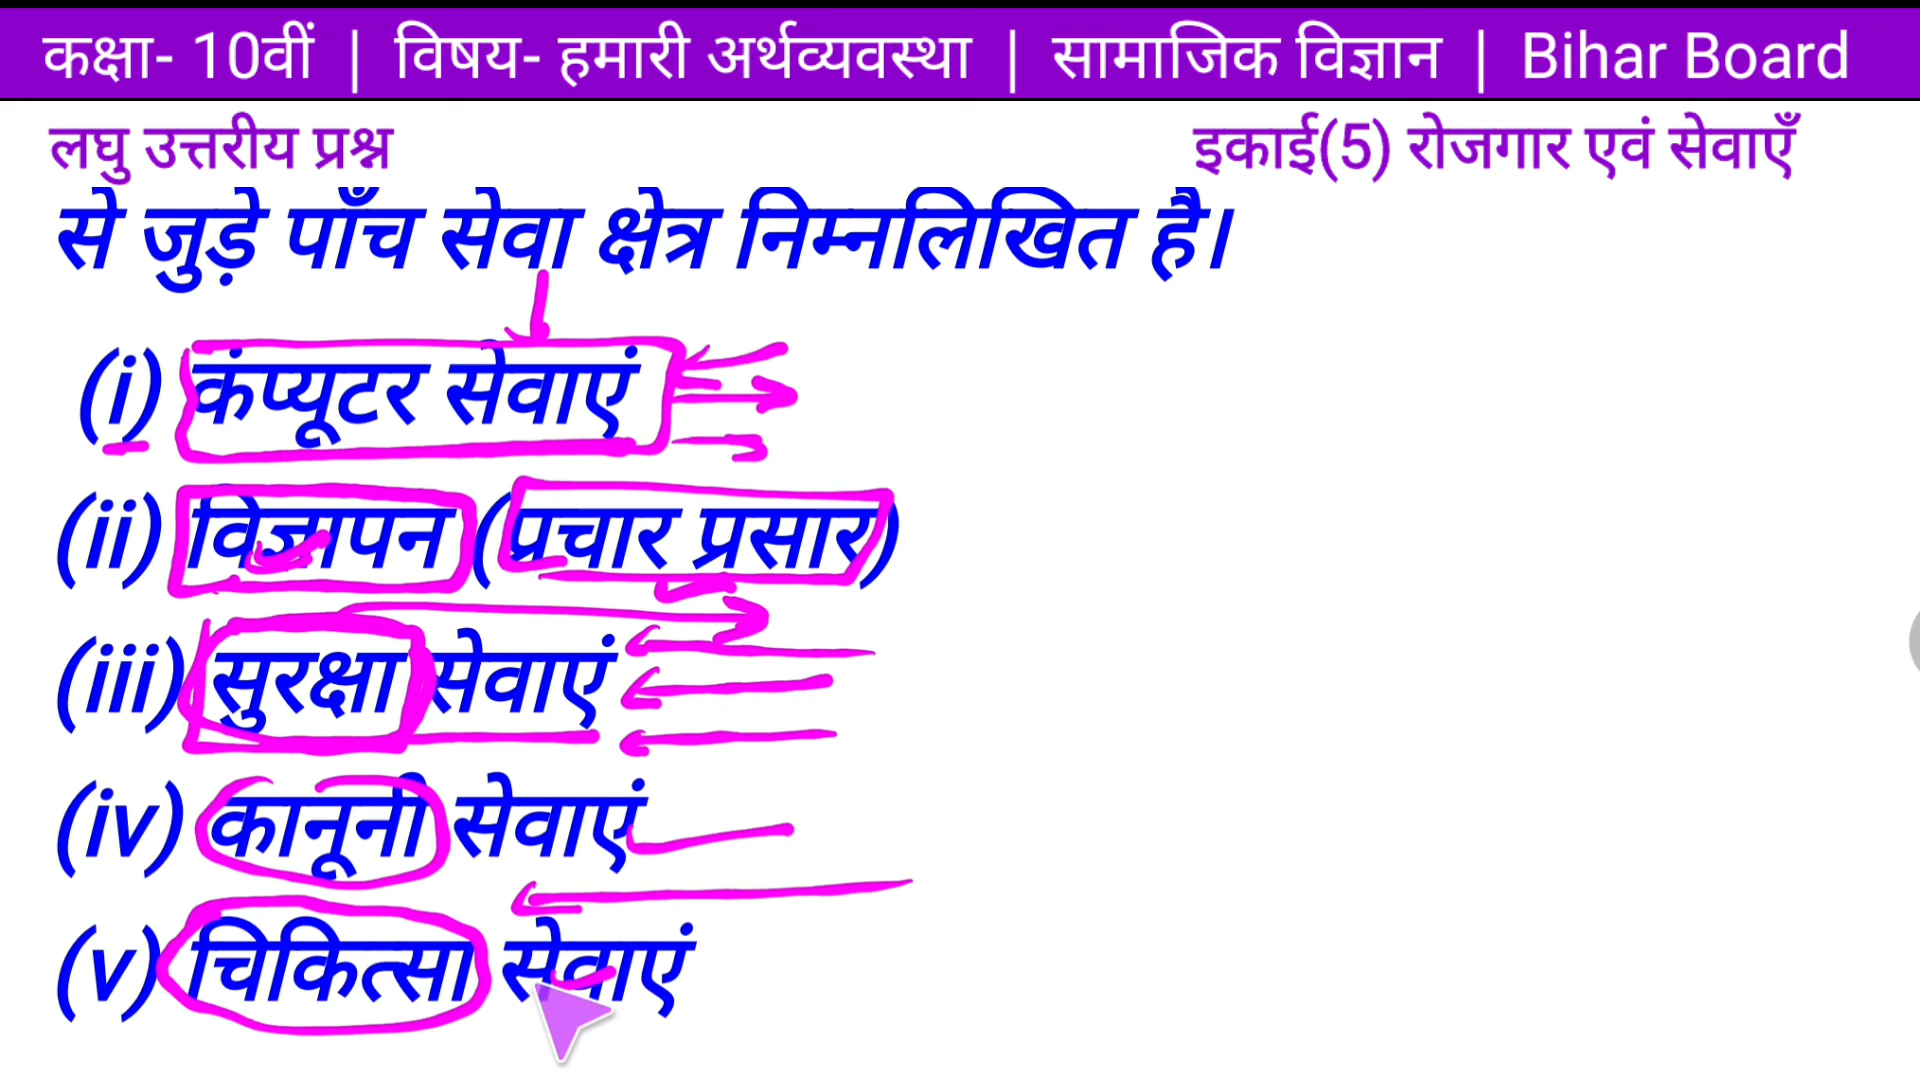 कक्षा- 10वीं | विषय- हमारी अर्थव्यवस्था | सामाजिक विज्ञान | Bihar Board
लघु उत्तरीय प्रश्न इकाई(5) रोजगार एवं सेवाएँ
से जुड़े पाँच सेवा क्षेत्र निम्नलिखित है।
(i) कंप्यूटर सेवाएं
(ii) विज्ञापन (प्रचार प्रसार)
(iii) सुरक्षा सेवाएं
(iv) कानूनी सेवाएं
(v) चिकित्सा सेवाएं